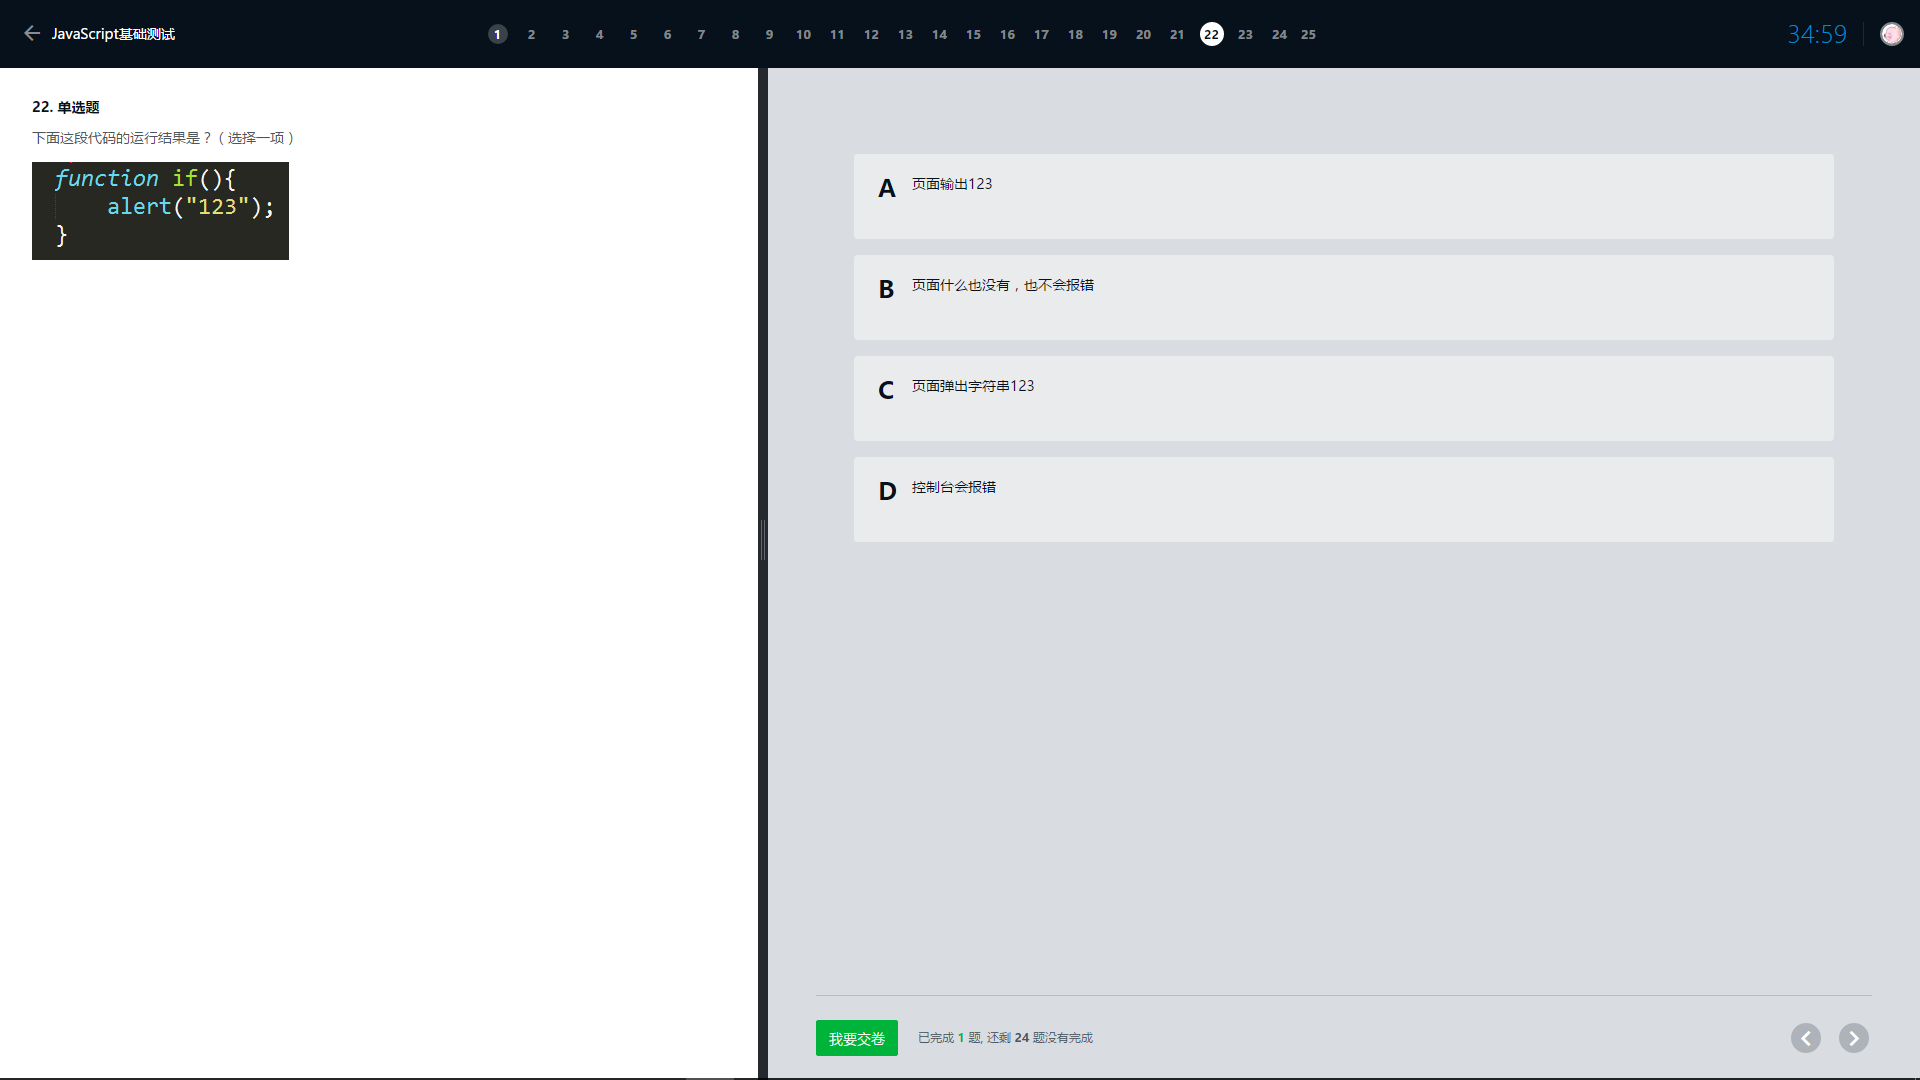 JavaScript基础测试
1 2 3 4 5 6 7 8 9 10 11 12 13 14 15 16 17 18 19 20 21 22 23 24 25
34:59
22. 单选题
下面这段代码的运行结果是？( 选择一项 )
function if(){
alert("123");
}
A 页面输出123
B 页面什么也没有，也不会报错
C 页面弹出字符串123
D 控制台会报错
我要交卷
已完成 1 题, 还剩 24 题没有完成